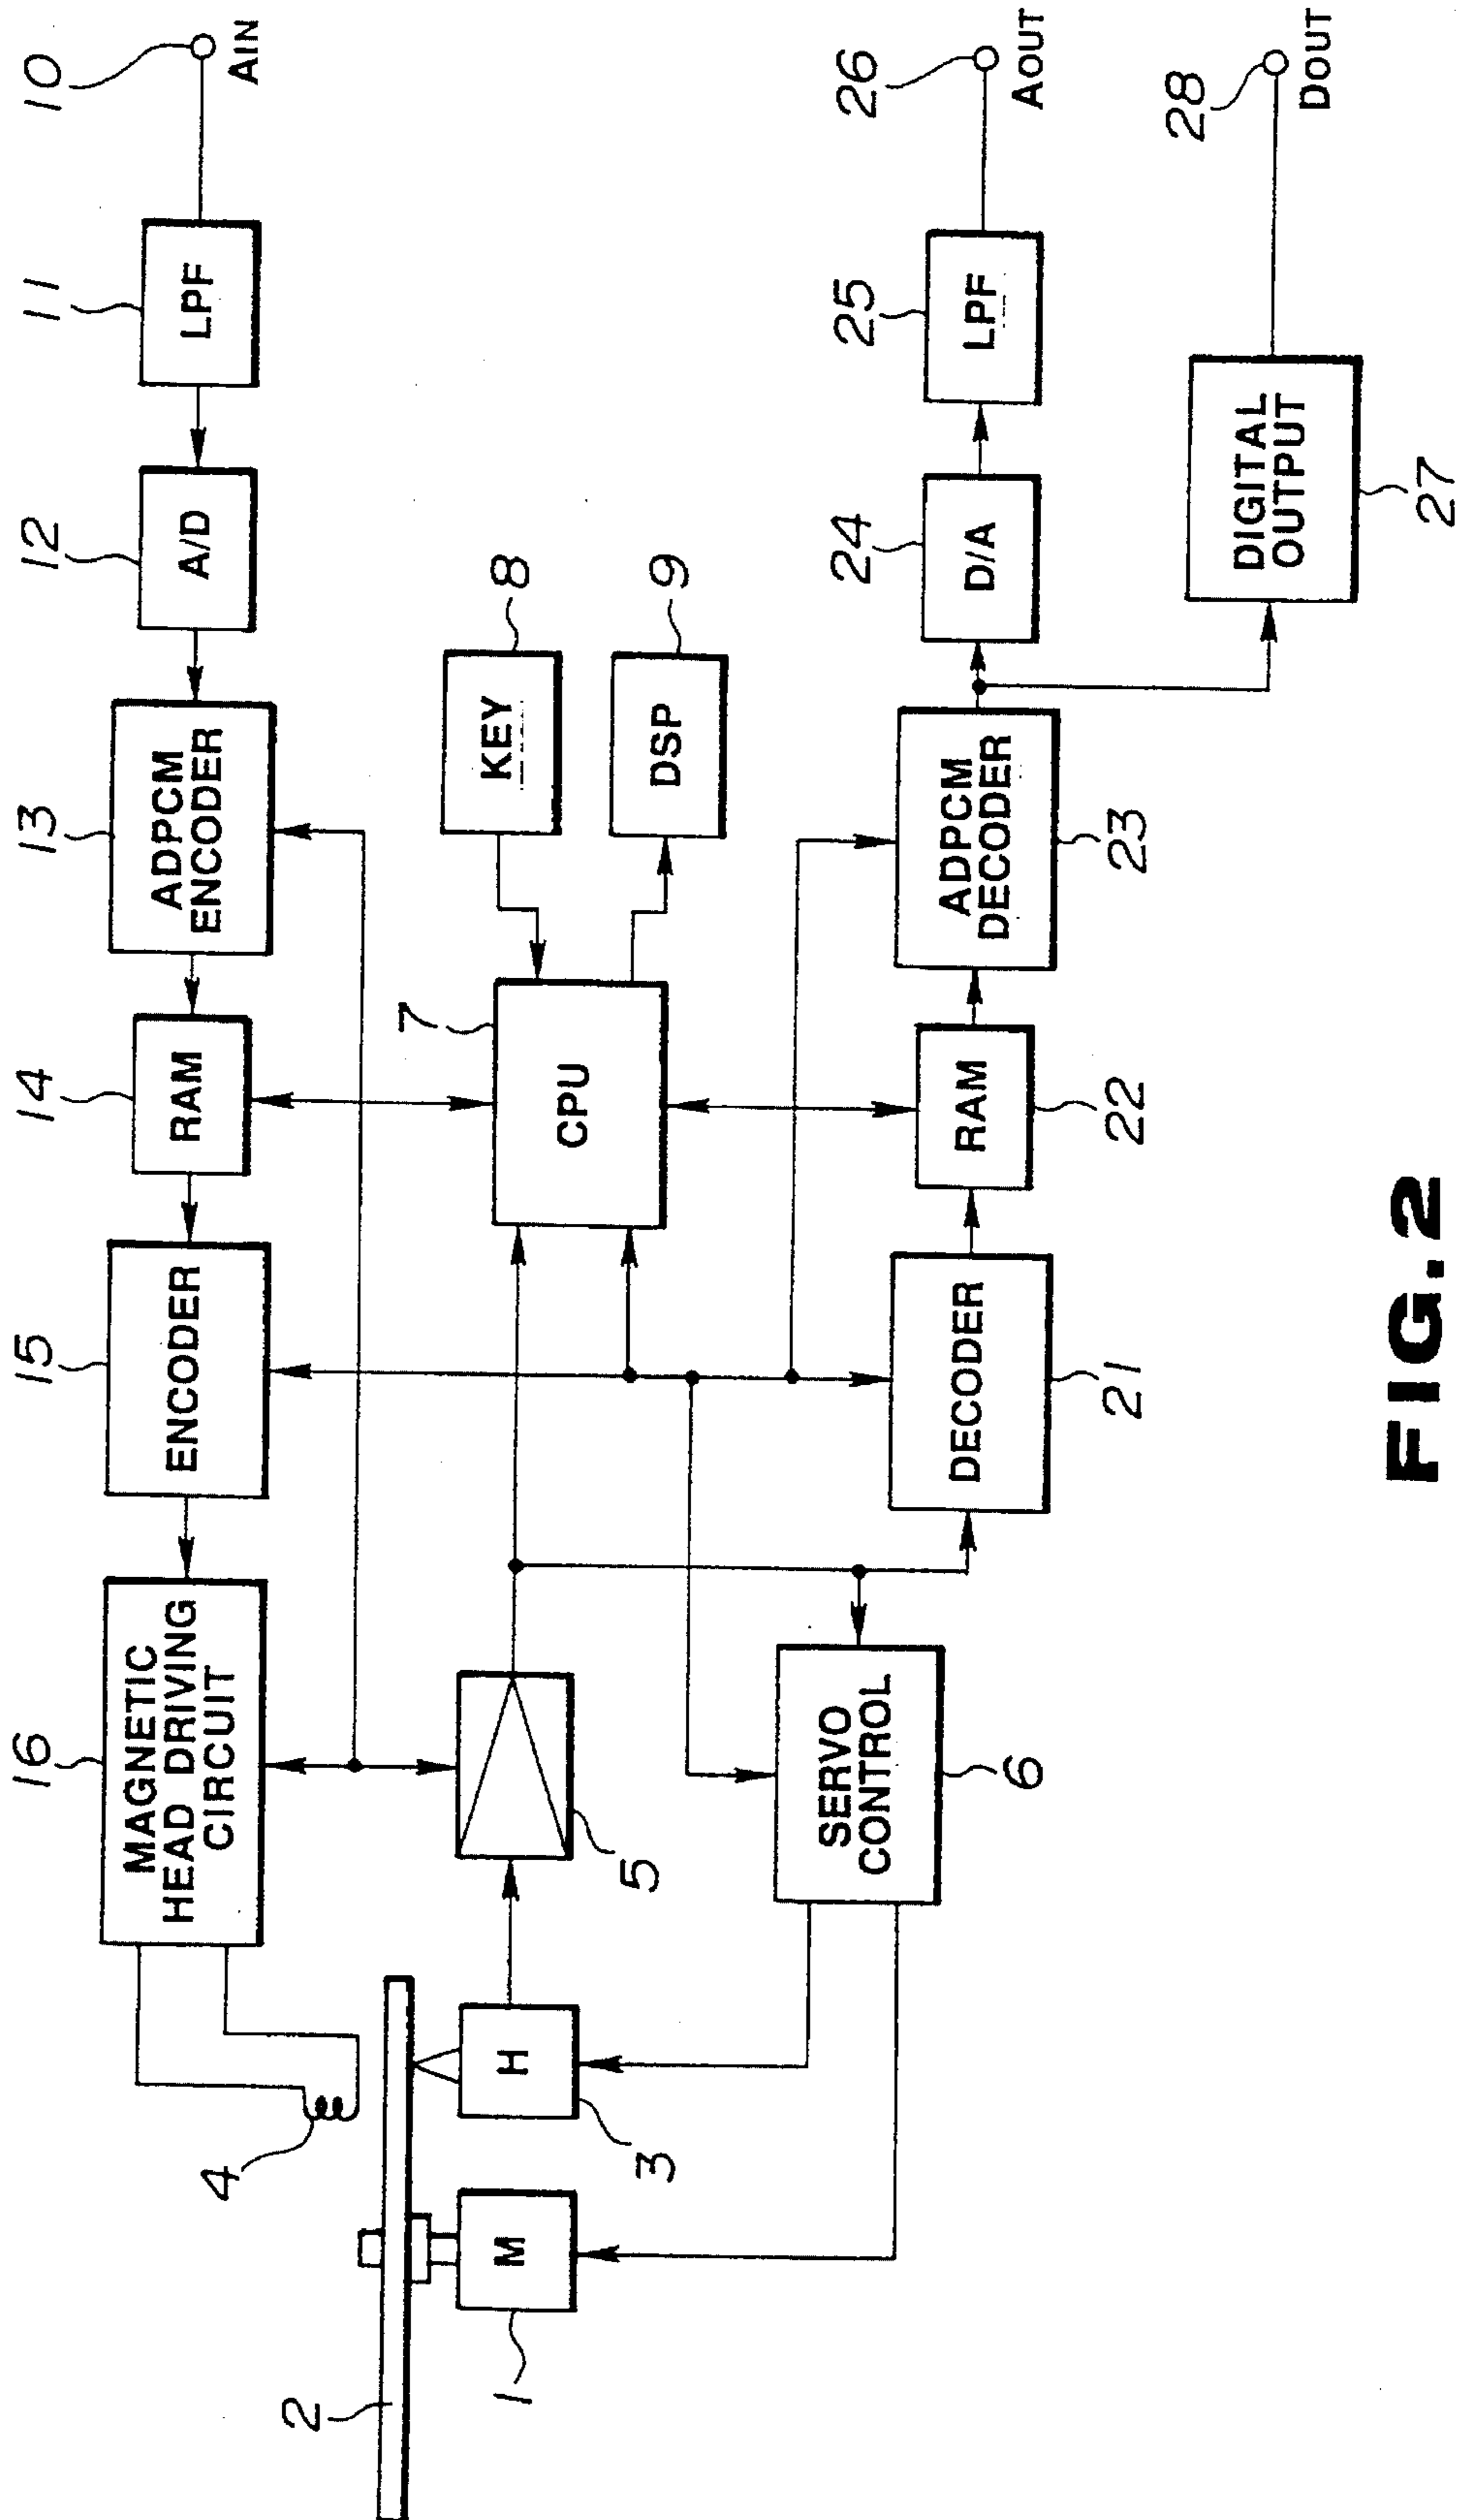 16
MAGNETIC
HEAD DRIVING
CIRCUIT
15
ENCODER
14
RAM
13
ADPCM
ENCODER
12
A/D
11
LPF
10
AIN
4
2
M
1
H
3
5
7
CPU
KEY
8
DSP
9
SERVO
CONTROL
6
DECODER
21
RAM
22
ADPCM
DECODER
23
D/A
24
LPF
25
26
AOUT
DIGITAL
OUTPUT
27
28
DOUT
FIG.2